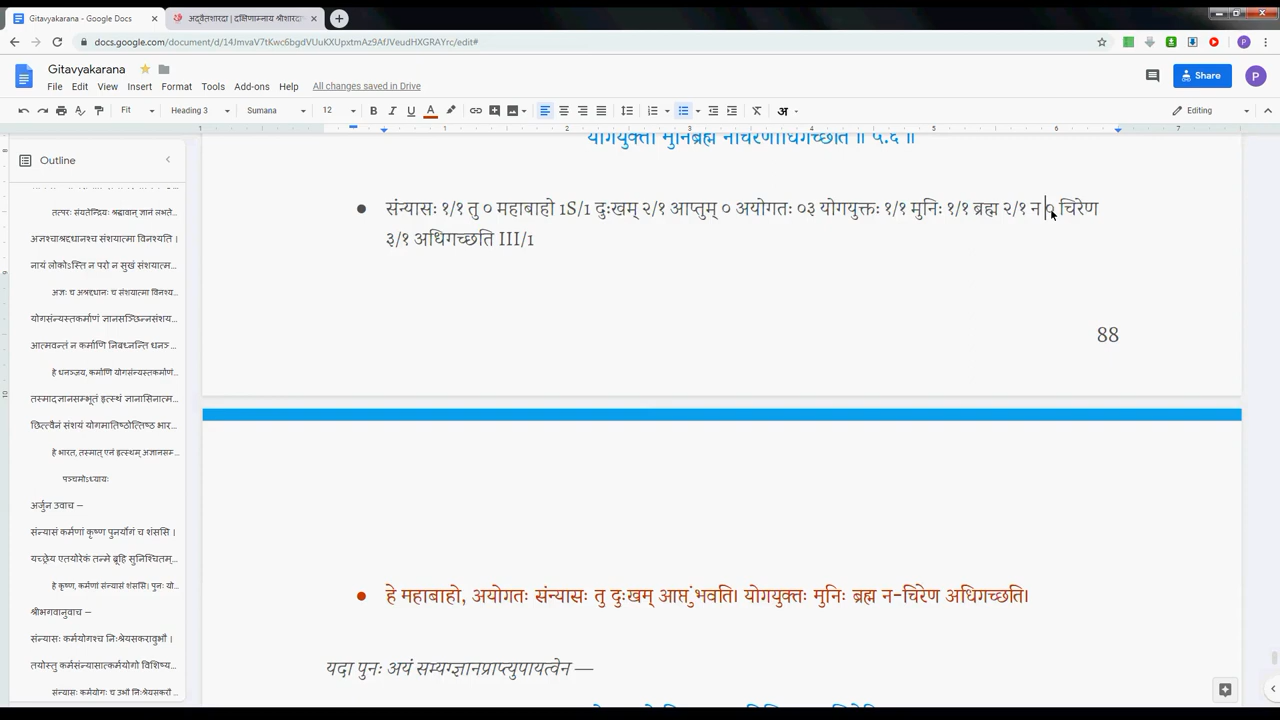 Gitavyakarana - Google Docs
अद्वैतशारदा | दक्षिणाम्नाय श्रीशारदा
docs.google.com/document/d/14JmvaV7tKwc6bgdVUuKXUpxtmAz9AfJVeudHXGRAYrc/edit#
Gitavyakarana
File Edit View Insert Format Tools Add-ons Help All changes saved in Drive
Share
P
Fit Heading 3 Sumana 12 अ Editing
1 1 2 3 4 5 6 7
Outline
तत्परः संयतेन्द्रियः श्रद्धावान् ज्ञानं लभते
अज्ञश्चाश्रद्दधानश्च संशयात्मा विनश्यति ।
नायं लोकोऽस्ति न परो न सुखं संशयात्म...
अज्ञः च अश्रद्दधानः च संशयात्मा विनश्य...
योगसंन्यस्तकर्माणं ज्ञानसञ्छिन्नसंशय...
आत्मवन्तं न कर्माणि निबध्नन्ति धनञ्ज...
हे धनञ्जय, कर्माणि योगसंन्यस्तकर्माणं...
तस्मादज्ञानसम्भूतं हृत्स्थं ज्ञानासिनात्म...
छित्त्वैनं संशयं योगमातिष्ठोत्तिष्ठ भार...
हे भारत, तस्मात् एनं हृत्स्थम् अज्ञानसम...
पञ्चमोऽध्यायः
अर्जुन उवाच —
संन्यासं कर्मणां कृष्ण पुनर्योगं च शंससि ।
यच्छ्रेय एतयोरेकं तन्मे ब्रूहि सुनिश्चितम्...
हे कृष्ण, कर्मणां संन्यासं शंससि। पुनः यो...
श्रीभगवानुवाच —
संन्यासः कर्मयोगश्च निःश्रेयसकरावुभौ ।
तयोस्तु कर्मसंन्यासात्कर्मयोगो विशिष्य...
संन्यासः कर्मयोगः च उभौ निःश्रेयसकरौ...
योगयुक्तो मुनिर्ब्रह्म नचिरेणाधिगच्छति ॥ ५.६ ॥
● संन्यासः १/१ तु ० महाबाहो 1S/1 दुःखम् २/१ आप्तुम् ० अयोगतः ०३ योगयुक्तः १/१ मुनिः १/१ ब्रह्म २/१ न ० चिरेण
३/१ अधिगच्छति III/1
88
● हे महाबाहो, अयोगतः संन्यासः तु दुःखम् आप्तुंभवति। योगयुक्तः मुनिः ब्रह्म न-चिरेण अधिगच्छति।
यदा पुनः अयं सम्यग्ज्ञानप्राप्त्युपायत्वेन —